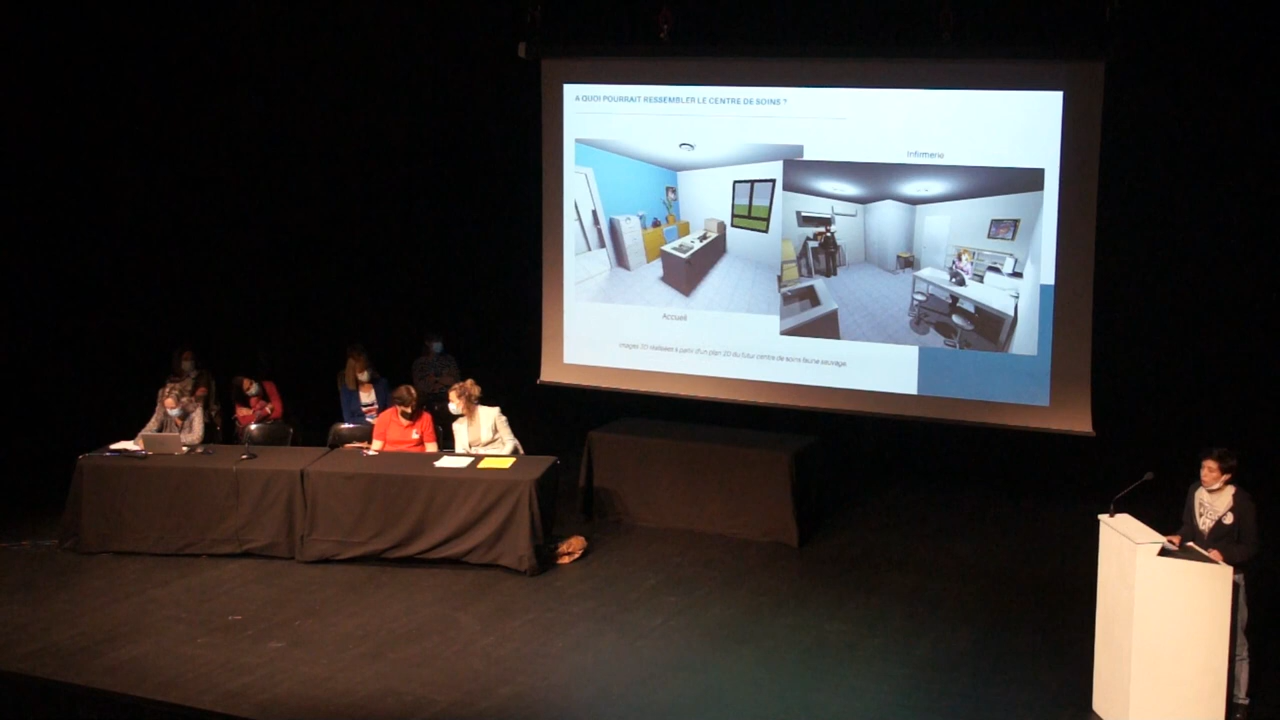 A QUOI POURRAIT RESSEMBLER LE CENTRE DE SOINS ?
Infirmerie
Accueil
Images 3D réalisées à partir d'un plan 2D du futur centre de soins faune sauvage